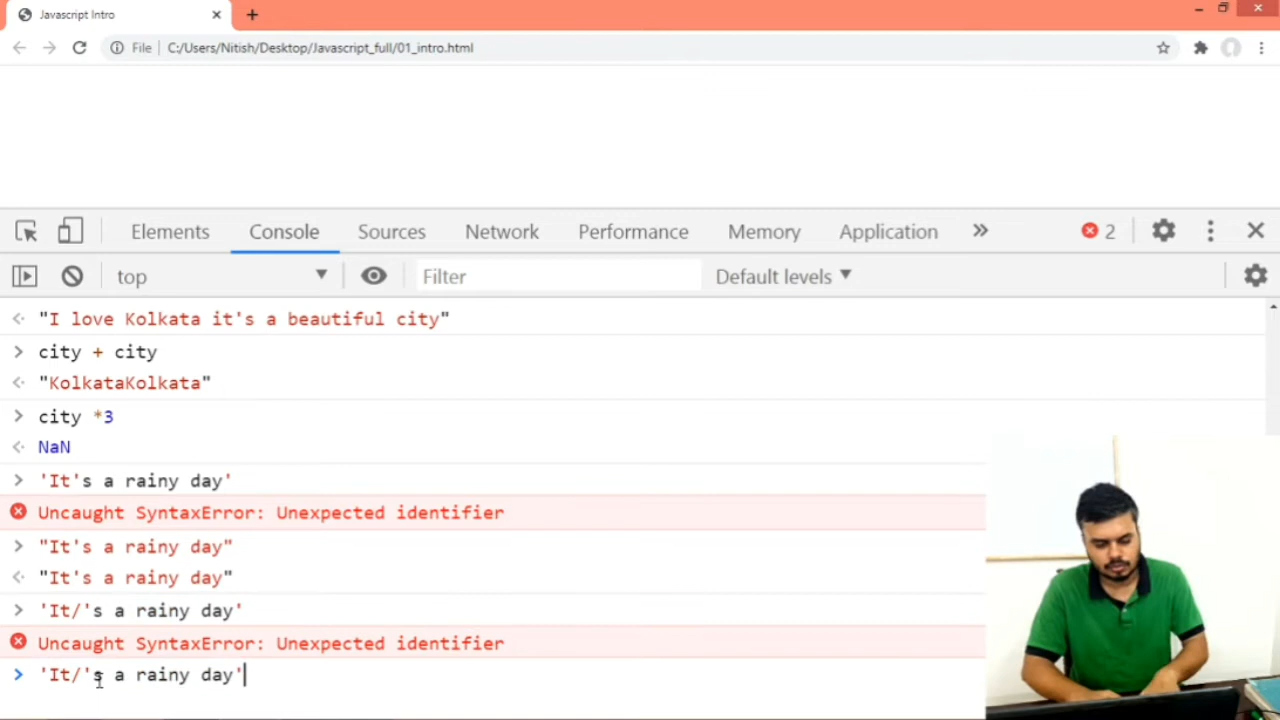 Javascript Intro
File C:/Users/Nitish/Desktop/Javascript_full/01_intro.html
Elements Console Sources Network Performance Memory Application » 2
top Filter Default levels
"I love Kolkata it's a beautiful city"
> city + city
"KolkataKolkata"
> city *3
NaN
> 'It's a rainy day'
Uncaught SyntaxError: Unexpected identifier
> "It's a rainy day"
"It's a rainy day"
> 'It/'s a rainy day'
Uncaught SyntaxError: Unexpected identifier
> 'It/'s a rainy day'